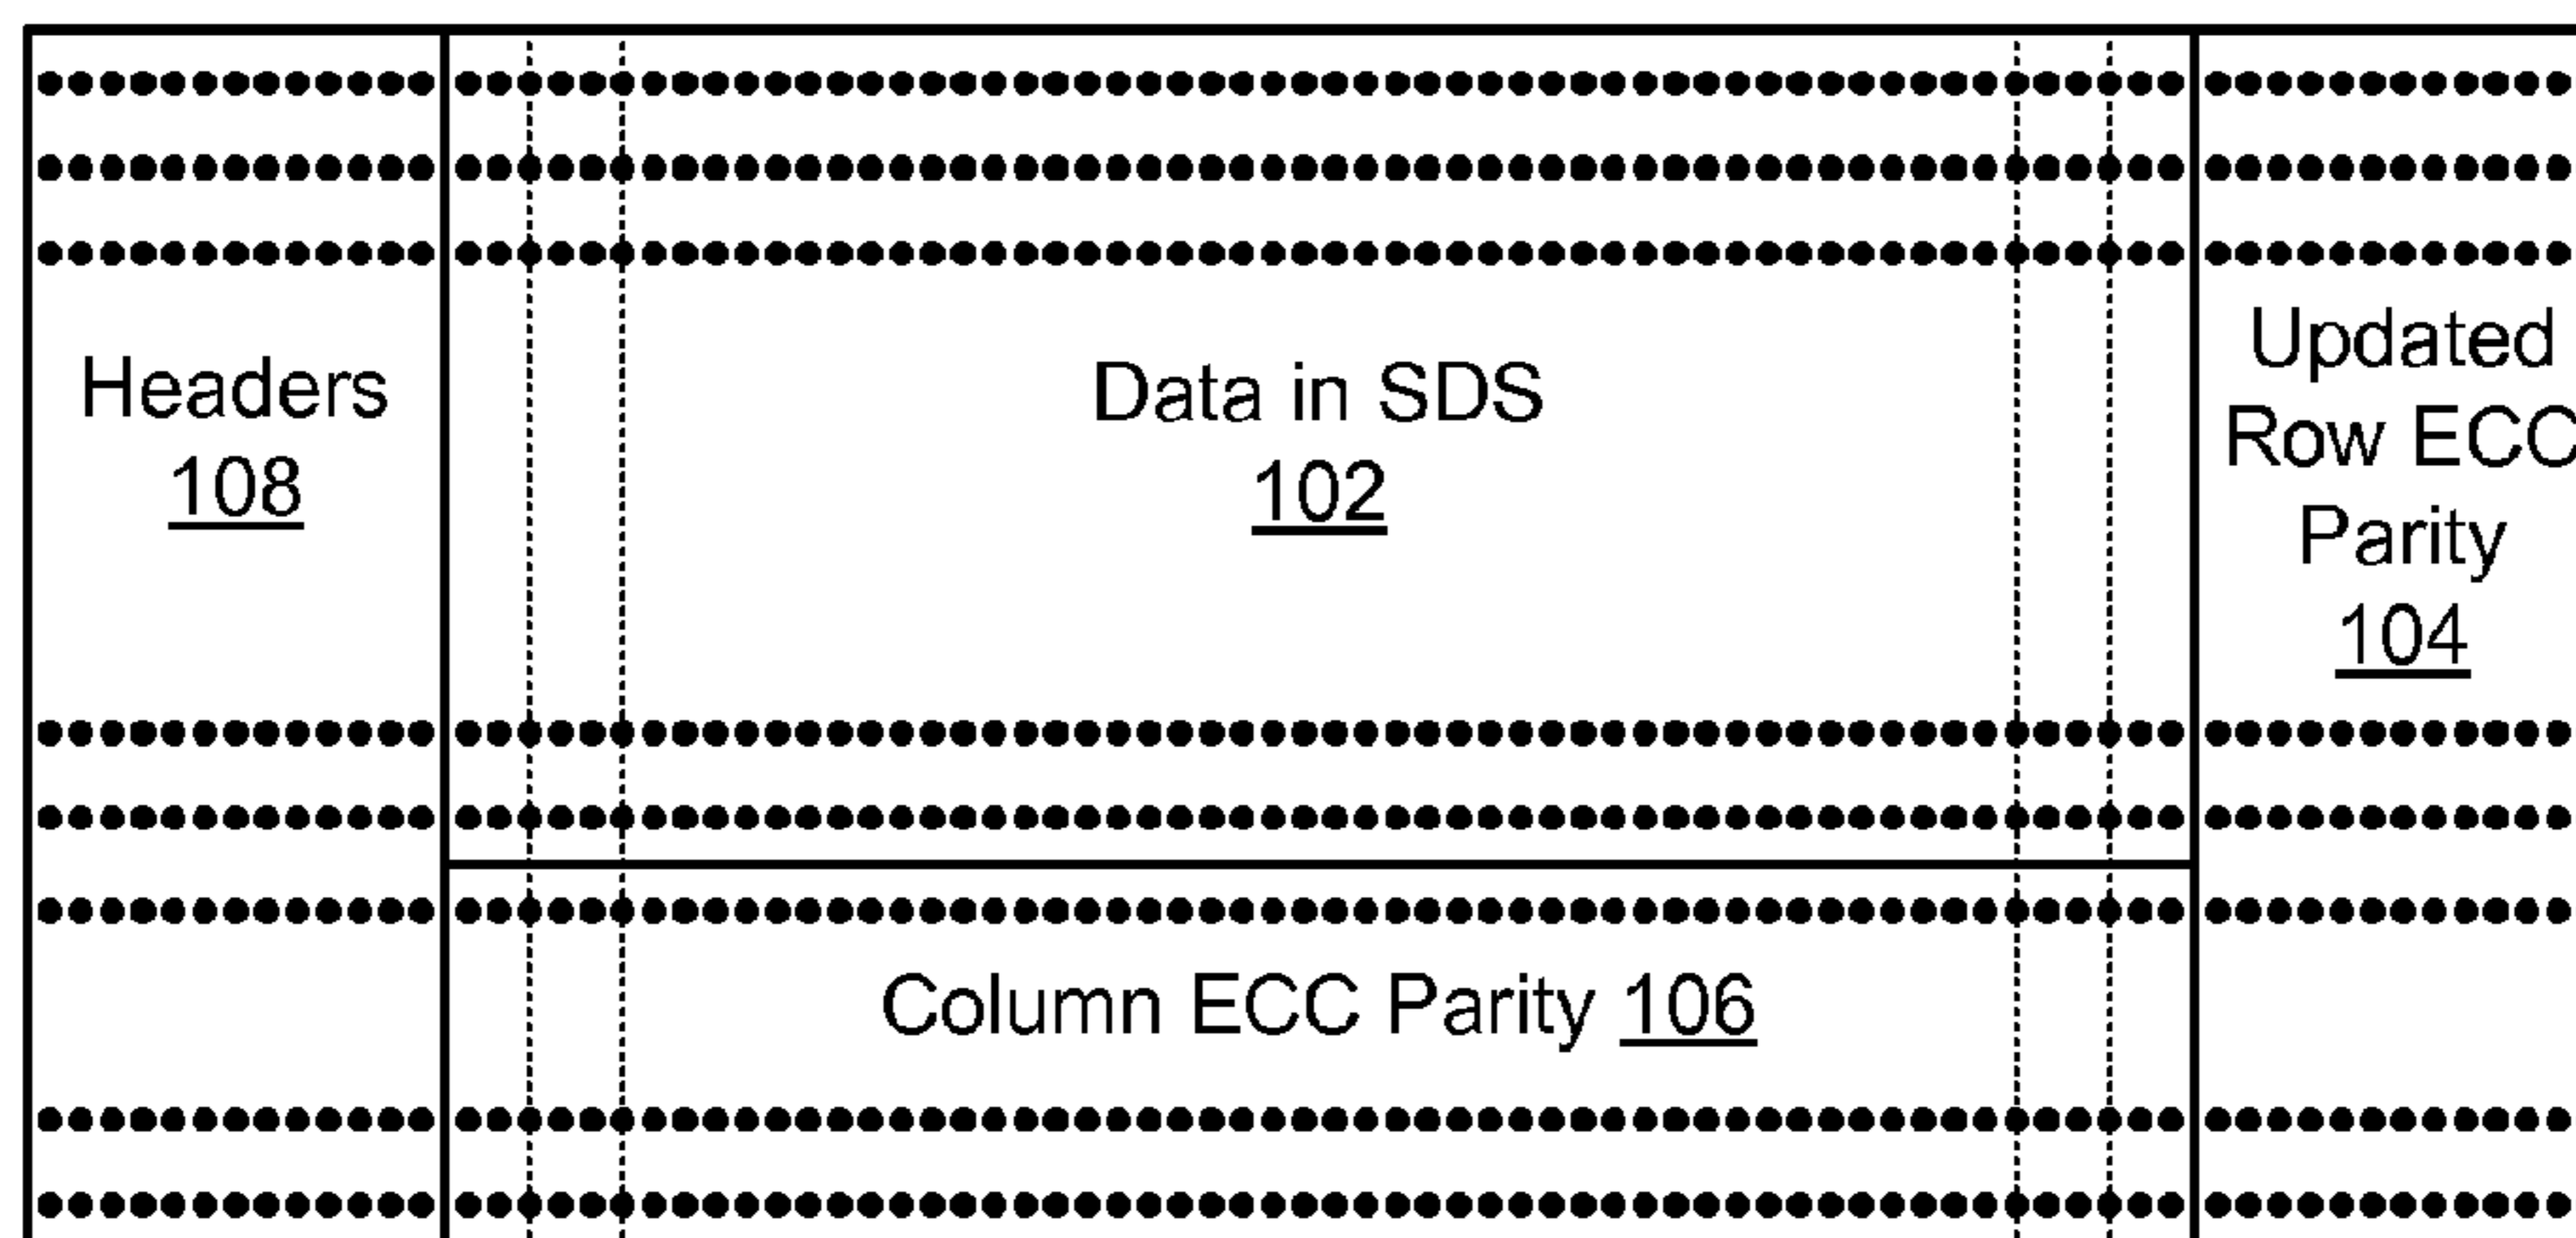 Headers
108
Data in SDS
102
Updated
Row ECC
Parity
104
Column ECC Parity 106